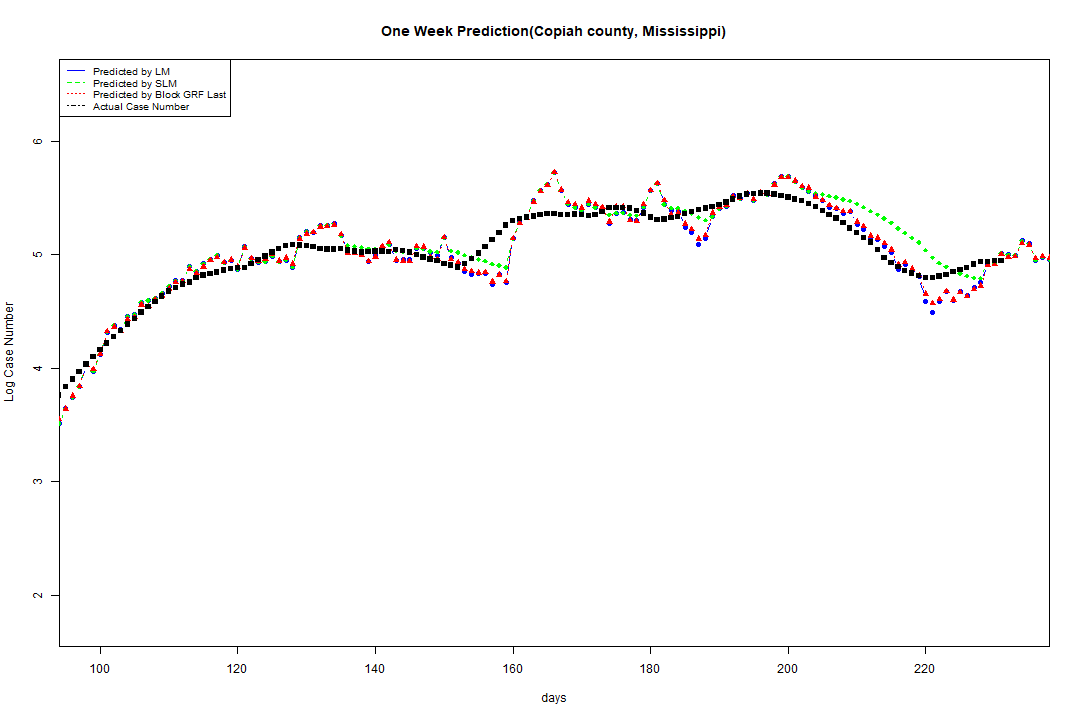 One Week Prediction(Copiah county, Mississippi)
Predicted by LM
Predicted by SLM
Predicted by Block GRF Last
Actual Case Number
6
5
4
3
2
Log Case Number
100 120 140 160 180 200 220
days